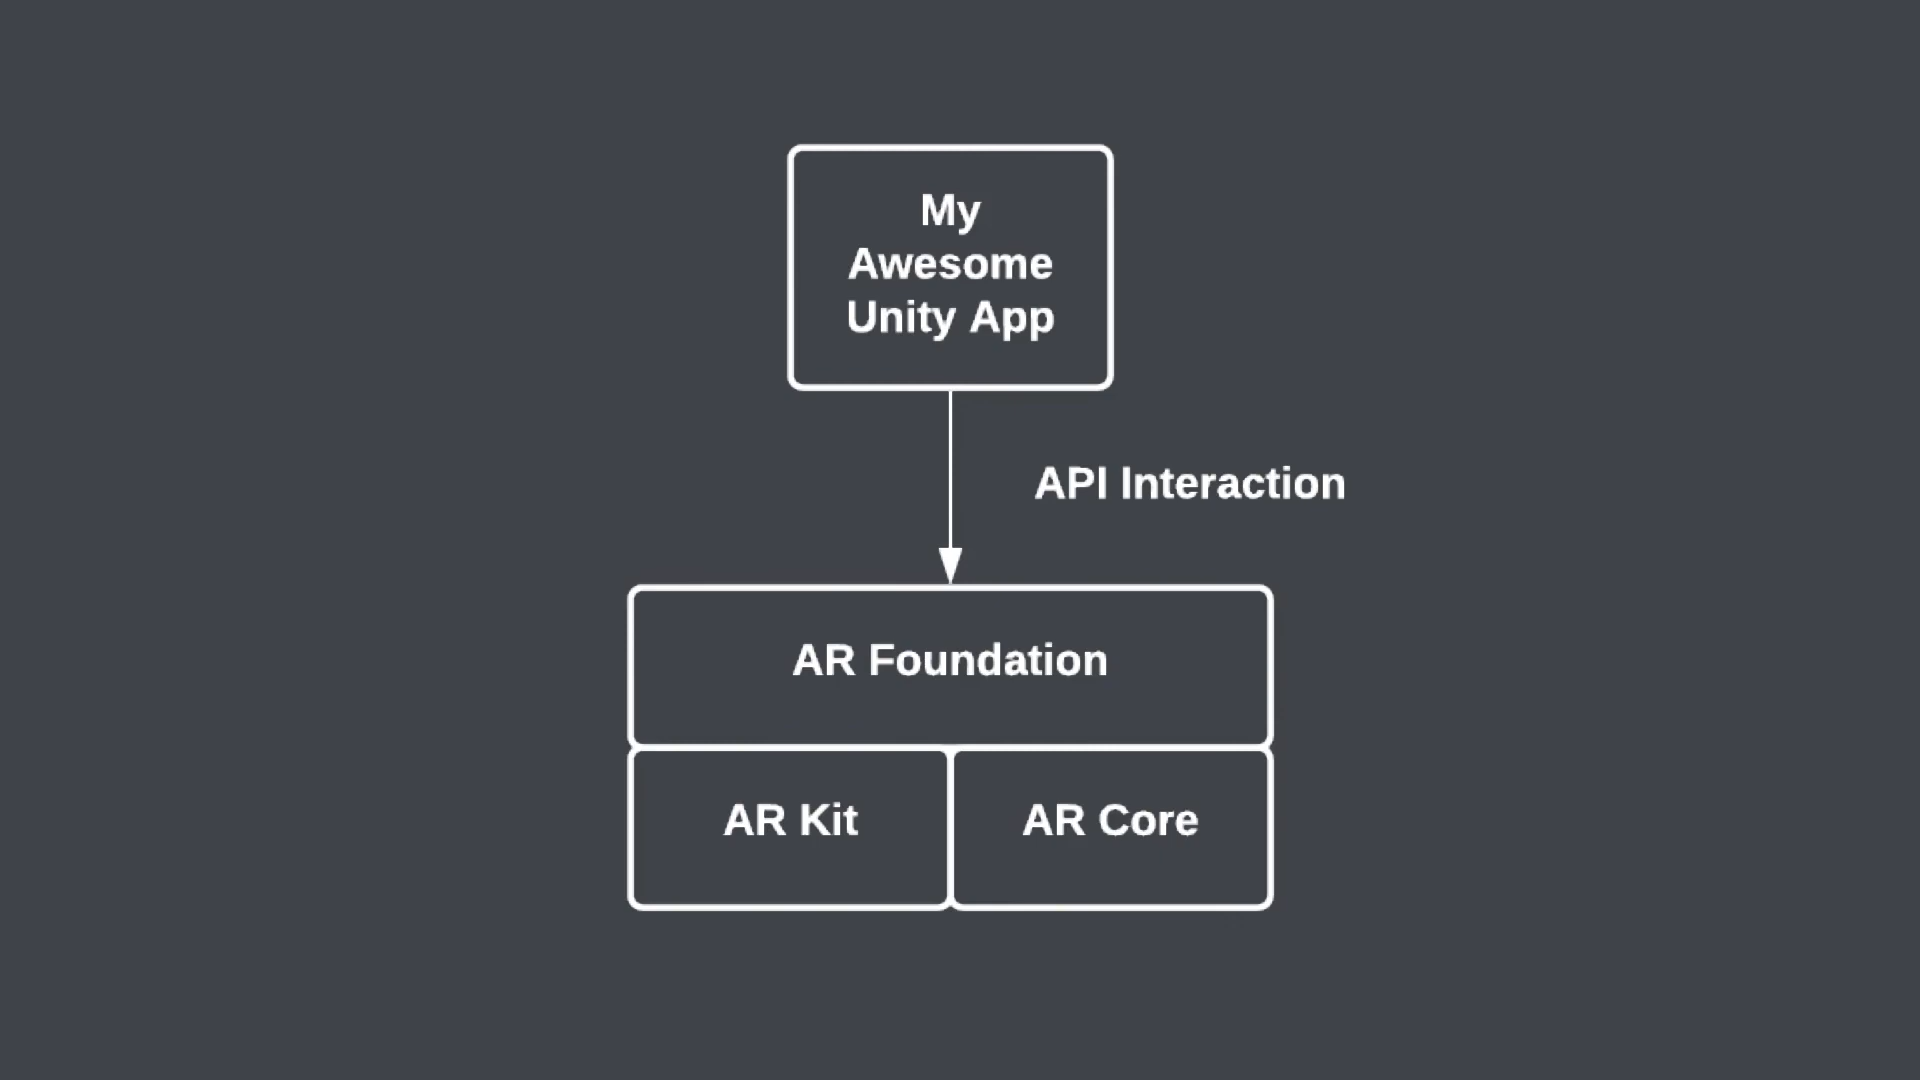 My
Awesome
Unity App
API Interaction
AR Foundation
AR Kit
AR Core